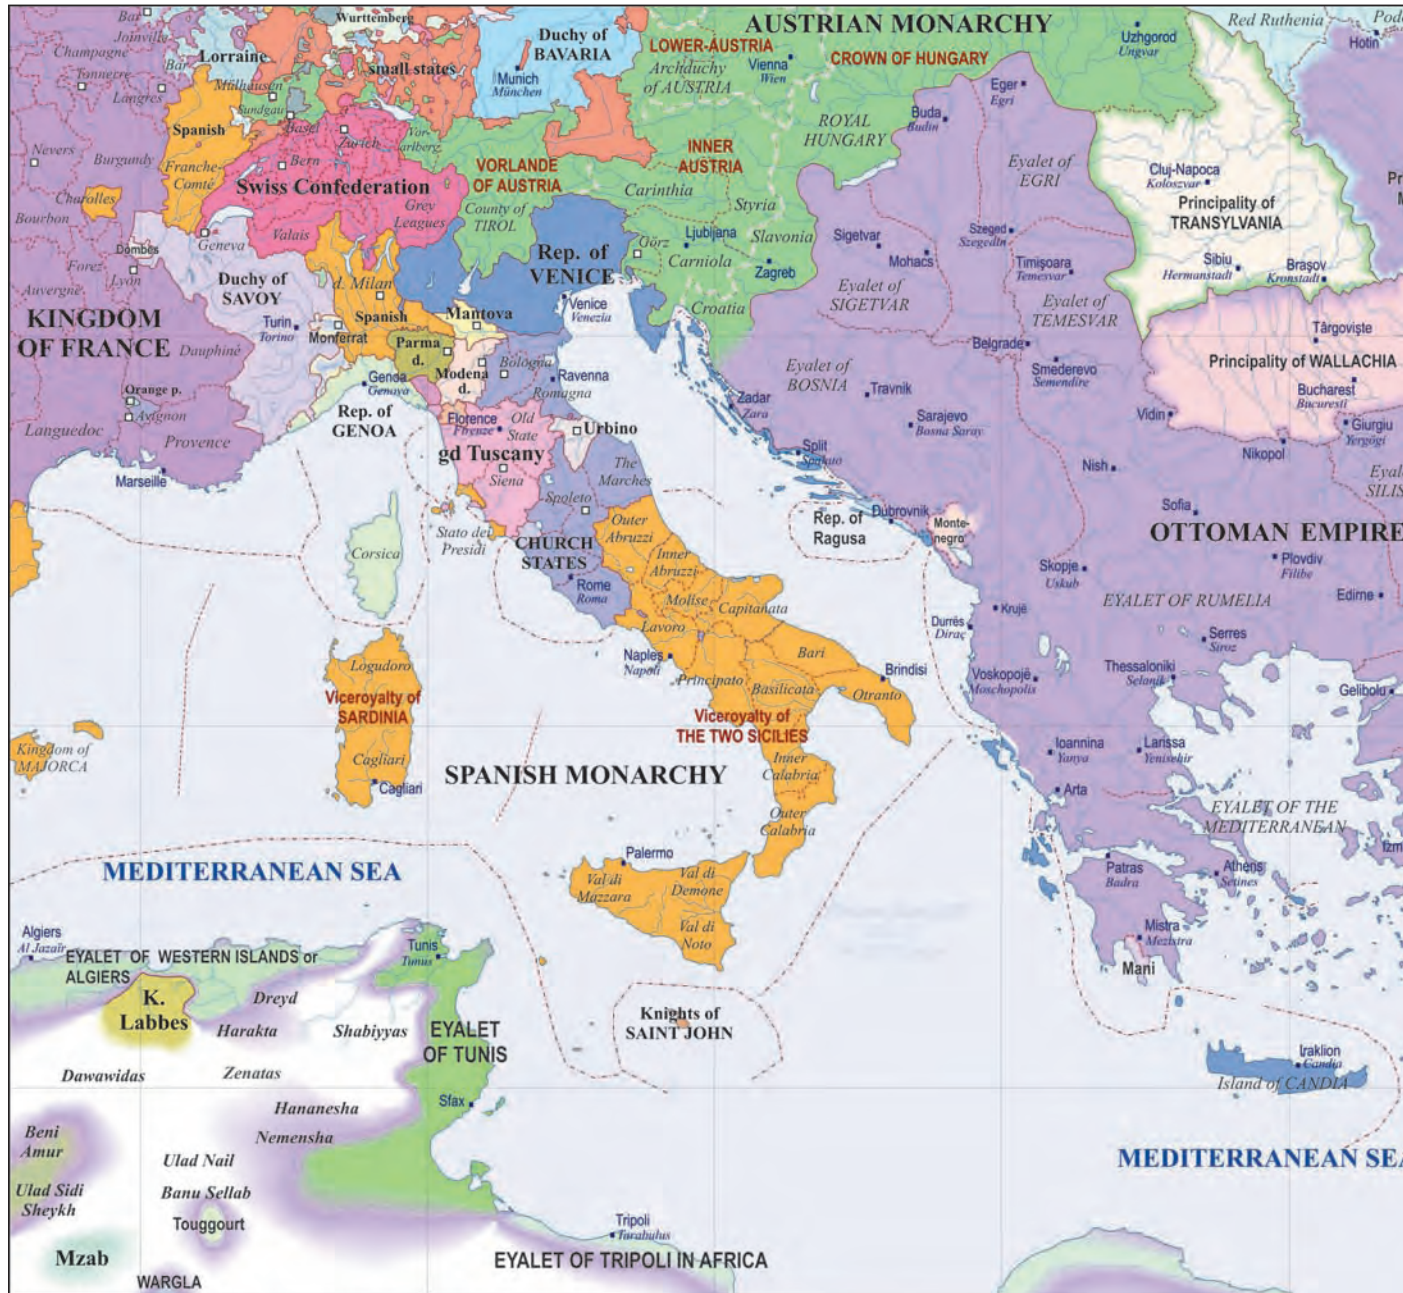 Bar
Joinville
Champagne
Tonnerre
Langres
Nevers
Burgundy
Bourbon
Charolles
Forez
Auvergne
Dombes
Lyon
KINGDOM
OF FRANCE
Dauphiné
Orange p.
Avignon
Languedoc
Provence
Marseille
Wurttemberg
Lorraine
Bar
small states
Mülhausen
Sundgau
Basel
Spanish
Franche-
Comté
Zurich
Bern
Vor-
arlberg
Swiss Confederation
Grey
Leagues
Valais
Geneva
Duchy of
BAVARIA
Munich
München
AUSTRIAN MONARCHY
LOWER-AUSTRIA
Archduchy
of AUSTRIA
Vienna
Wien
CROWN OF HUNGARY
Uzhgorod
Ungvar
Red Ruthenia
Hotin
Eger
Egri
Buda
Budin
ROYAL
HUNGARY
Eyalet of
EGRI
VORLANDE
OF AUSTRIA
INNER
AUSTRIA
County of
TIROL
Carinthia
Styria
Görz
Ljubljana
Carniola
Slavonia
Zagreb
Croatia
Cluj-Napoca
Koloszvar
Principality of
TRANSYLVANIA
Sibiu
Hermanstadt
Braşov
Kronstadt
Szeged
Szegedin
Sigetvar
Mohacs
Timişoara
Temesvar
Eyalet of
SIGETVAR
Eyalet of
TEMESVAR
Duchy of
SAVOY
Turin
Torino
Monferrat
d. Milan
Spanish
Rep. of
VENICE
Venice
Venezia
Mantova
Parma
d.
Modena
d.
Bologna
Romagna
Ravenna
Genoa
Genova
Rep. of
GENOA
Florence
Firenze
Old
State
gd Tuscany
Siena
Urbino
The
Marches
Spoleto
Stato dei
Presidi
CHURCH
STATES
Rome
Roma
Corsica
Belgrade
Smederevo
Semendire
Eyalet of
BOSNIA
Travnik
Sarajevo
Bosna Saray
Zadar
Zara
Split
Spalato
Rep. of
Ragusa
Dubrovnik
Monte-
negro
Târgovişte
Principality of WALLACHIA
Bucharest
Bucuresti
Vidin
Giurgiu
Yergögi
Nikopol
Nish
Sofia
OTTOMAN EMPIRE
Plovdiv
Filibe
Skopje
Uskub
EYALET OF RUMELIA
Edirne
Krujë
Durrës
Diraç
Serres
Siroz
Voskopojë
Moschopolis
Thessaloniki
Selanik
Gelibolu
Ioannina
Yanya
Larissa
Yenisehir
Arta
EYALET OF THE
MEDITERRANEAN
Patras
Badra
Athens
Setines
Mistra
Mezistra
Mani
Iraklion
Candia
Island of CANDIA
Outer
Abruzzi
Inner
Abruzzi
Molise
Capitanata
Lavoro
Bari
Naples
Napoli
Principato
Basilicata
Brindisi
Otranto
Viceroyalty of
THE TWO SICILIES
Inner
Calabria
Outer
Calabria
Logudoro
Viceroyalty of
SARDINIA
Cagliari
Cagliari
Kingdom of
MAJORCA
SPANISH MONARCHY
Palermo
Val di
Mazzara
Val di
Demone
Val di
Noto
MEDITERRANEAN SEA
Knights of
SAINT JOHN
Algiers
Al Jazaïr
EYALET OF WESTERN ISLANDS or
ALGIERS
Tunis
Tunus
K.
Labbes
Dreyd
Harakta
Shabiyyas
EYALET
OF TUNIS
Dawawidas
Zenatas
Hananesha
Nemensha
Sfax
Beni
Amur
Ulad Nail
Ulad Sidi
Sheykh
Banu Sellab
Touggourt
Mzab
WARGLA
Tripoli
Tarabulus
EYALET OF TRIPOLI IN AFRICA
MEDITERRANEAN SEA